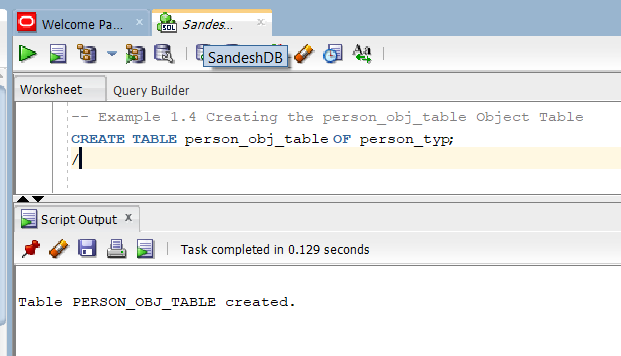 Welcome Pa...
Sandes...
SQL
SandeshDB
Worksheet
Query Builder
-- Example 1.4 Creating the person_obj_table Object Table
CREATE TABLE person_obj_table OF person_typ;
/
Script Output
Task completed in 0.129 seconds
Table PERSON_OBJ_TABLE created.